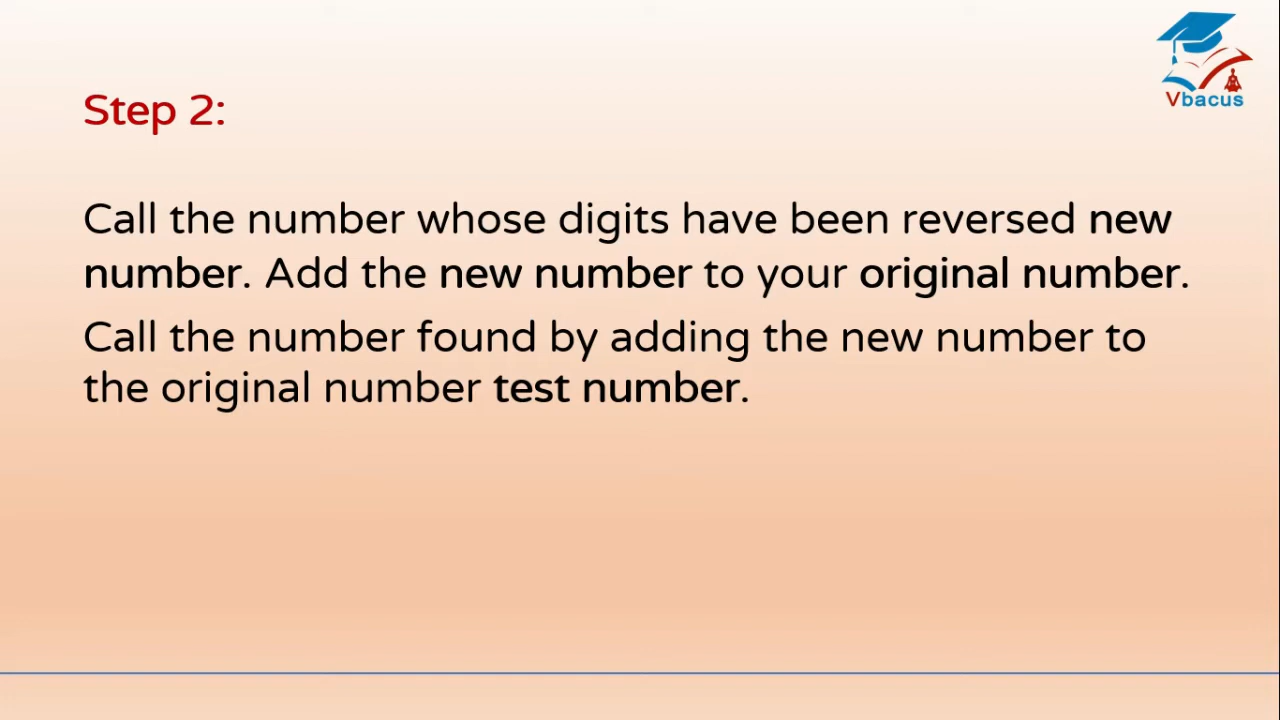 Vbacus
Step 2:
Call the number whose digits have been reversed new
number. Add the new number to your original number.
Call the number found by adding the new number to
the original number test number.